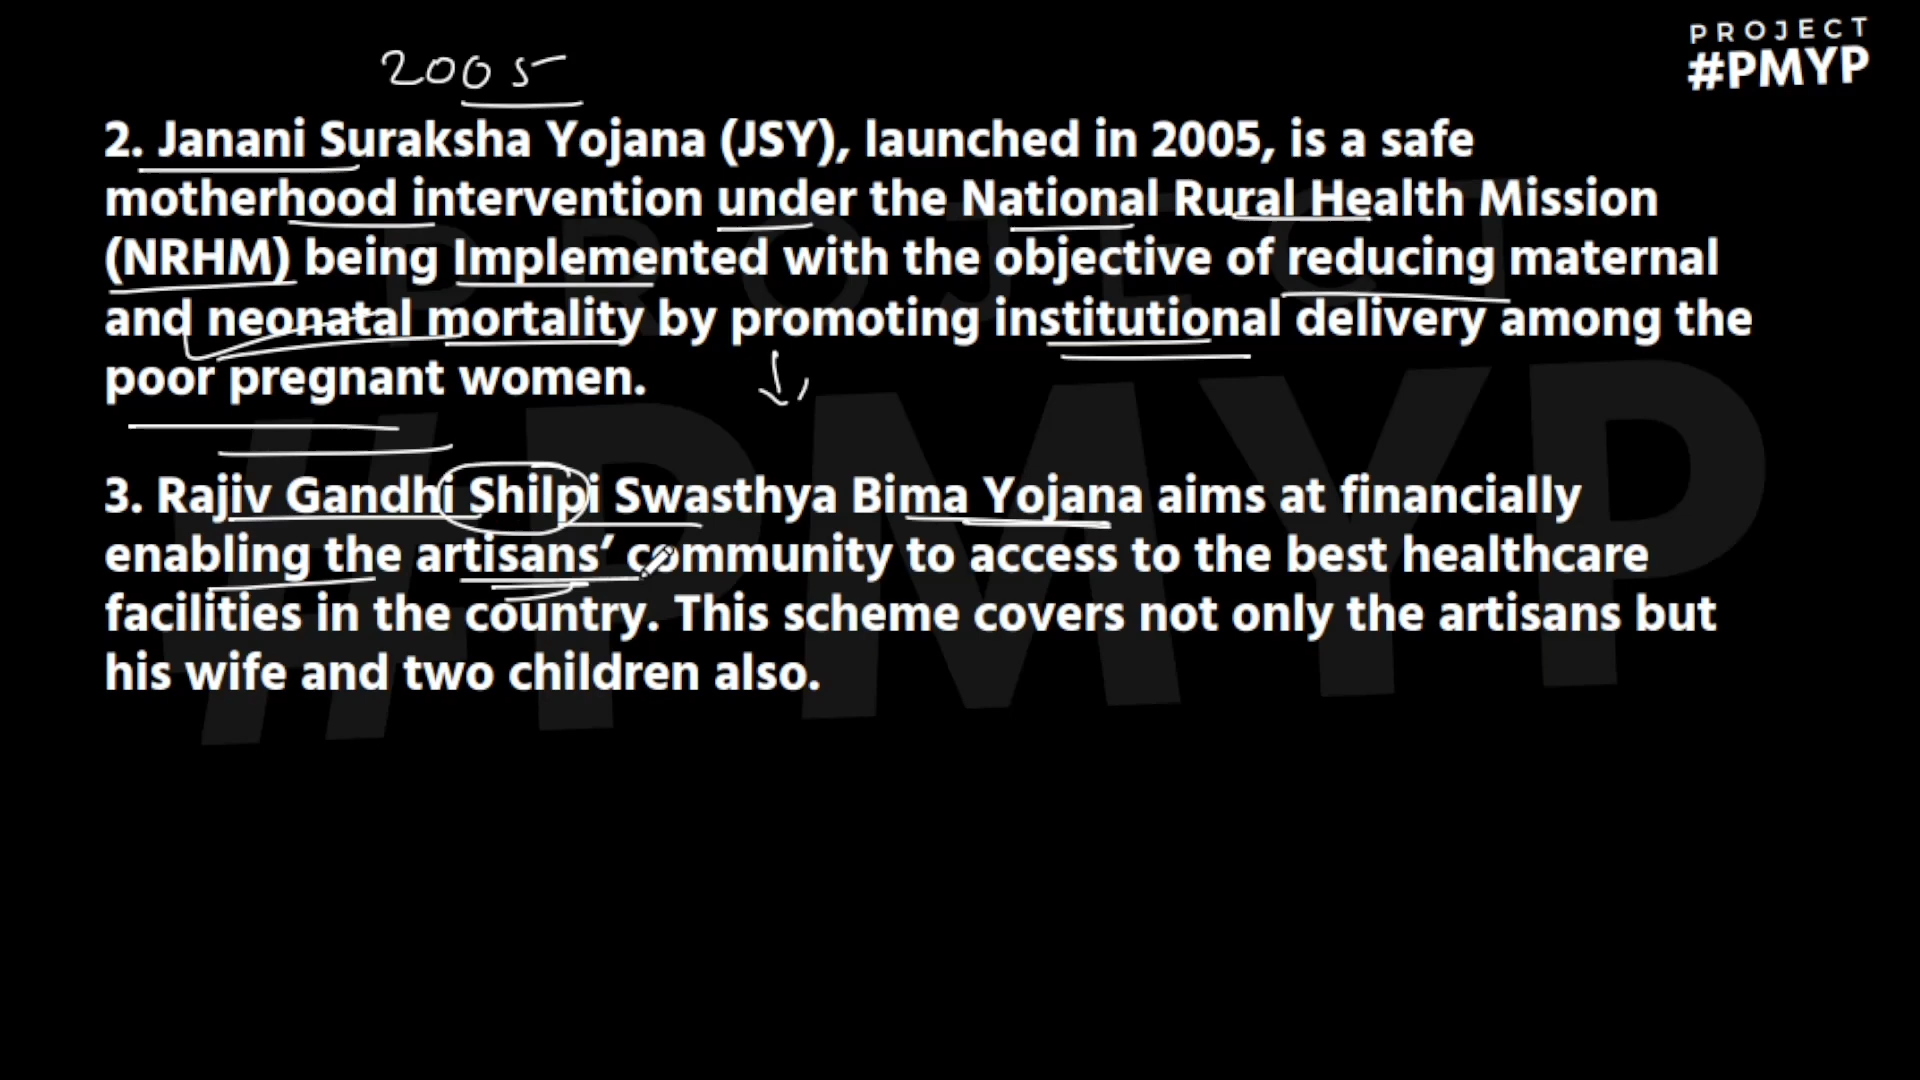 PROJECT
#PMYP
2005
2. Janani Suraksha Yojana (JSY), launched in 2005, is a safe
motherhood intervention under the National Rural Health Mission
(NRHM) being Implemented with the objective of reducing maternal
and neonatal mortality by promoting institutional delivery among the
poor pregnant women.
3. Rajiv Gandhi Shilpi Swasthya Bima Yojana aims at financially
enabling the artisans’ community to access to the best healthcare
facilities in the country. This scheme covers not only the artisans but
his wife and two children also.
PROJECT
#PMYP